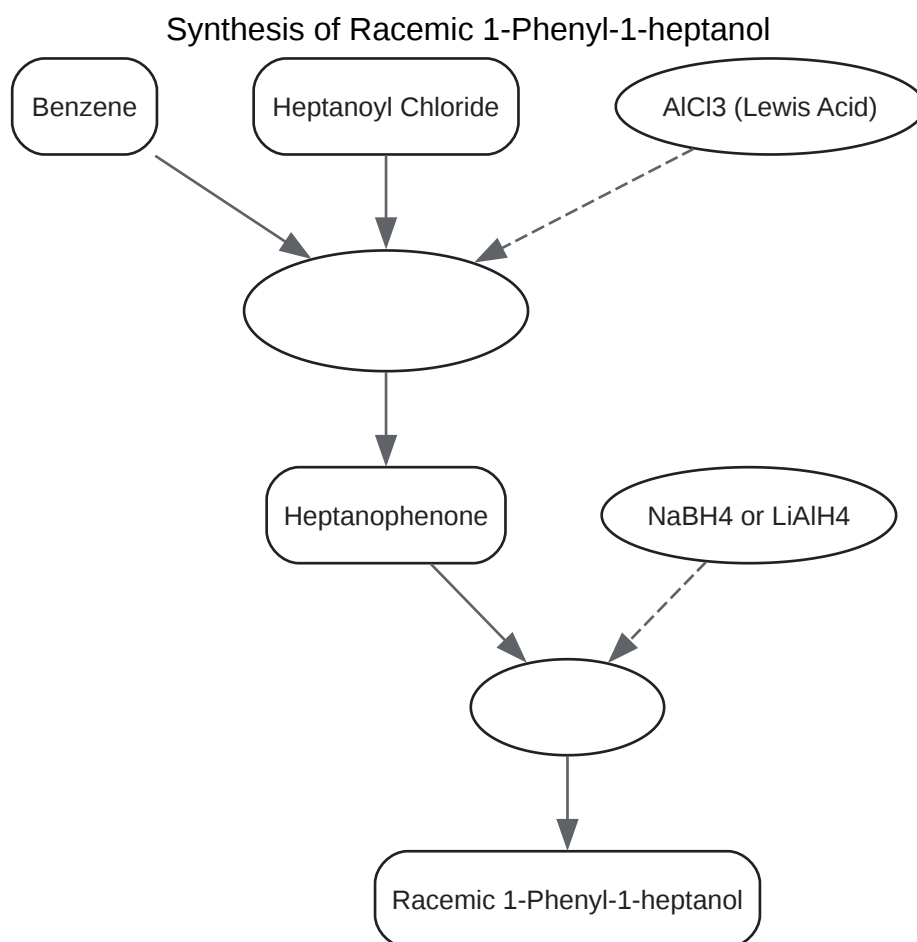 Synthesis of Racemic 1-Phenyl-1-heptanol
Benzene
Heptanoyl Chloride
AlCl3 (Lewis Acid)
Heptanophenone
NaBH4 or LiAlH4
Racemic 1-Phenyl-1-heptanol